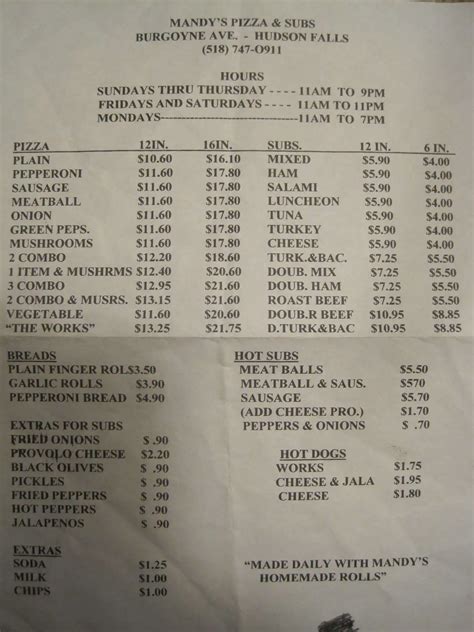 MANDY'S PIZZA & SUBS
BURGOYNE AVE. - HUDSON FALLS
(518) 747-O911
HOURS
SUNDAYS THRU THURSDAY - - - - 11AM TO 9PM
FRIDAYS AND SATURDAYS - - - - 11AM TO 11PM
MONDAYS------------------------------11AM TO 7PM
PIZZA 12IN. 16IN. SUBS. 12 IN. 6 IN.
PLAIN $10.60 $16.10 MIXED $5.90 $4.00
PEPPERONI $11.60 $17.80 HAM $5.90 $4.00
SAUSAGE $11.60 $17.80 SALAMI $5.90 $4.00
MEATBALL $11.60 $17.80 LUNCHEON $5.90 $4.00
ONION $11.60 $17.80 TUNA $5.90 $4.00
GREEN PEPS. $11.60 $17.80 TURKEY $5.90 $4.00
MUSHROOMS $11.60 $17.80 CHEESE $5.90 $4.00
2 COMBO $12.20 $18.60 TURK.&BAC. $7.25 $5.50
1 ITEM & MUSHRMS $12.40 $20.60 DOUB. MIX $7.25 $5.50
3 COMBO $12.95 $20.60 DOUB. HAM $7.25 $5.50
2 COMBO & MUSRS. $13.15 $21.75 ROAST BEEF $7.25 $5.50
VEGETABLE $11.60 $20.60 DOUB.R BEEF $10.95 $8.85
"THE WORKS" $13.25 $21.75 D.TURK&BAC $10.95 $8.85
BREADS
PLAIN FINGER ROL$3.50
GARLIC ROLLS $3.90
PEPPERONI BREAD $4.90
EXTRAS FOR SUBS
FRIED ONIONS $ .90
PROVOLO CHEESE $2.20
BLACK OLIVES $ .90
PICKLES $ .90
FRIED PEPPERS $ .90
HOT PEPPERS $ .90
JALAPENOS $ .90
EXTRAS
SODA $1.25
MILK $1.00
CHIPS $1.00
HOT SUBS
MEAT BALLS $5.50
MEATBALL & SAUS. $570
SAUSAGE $5.70
(ADD CHEESE PRO.) $1.70
PEPPERS & ONIONS $ .70
HOT DOGS
WORKS $1.75
CHEESE & JALA $1.95
CHEESE $1.80
"MADE DAILY WITH MANDY'S
HOMEMADE ROLLS"